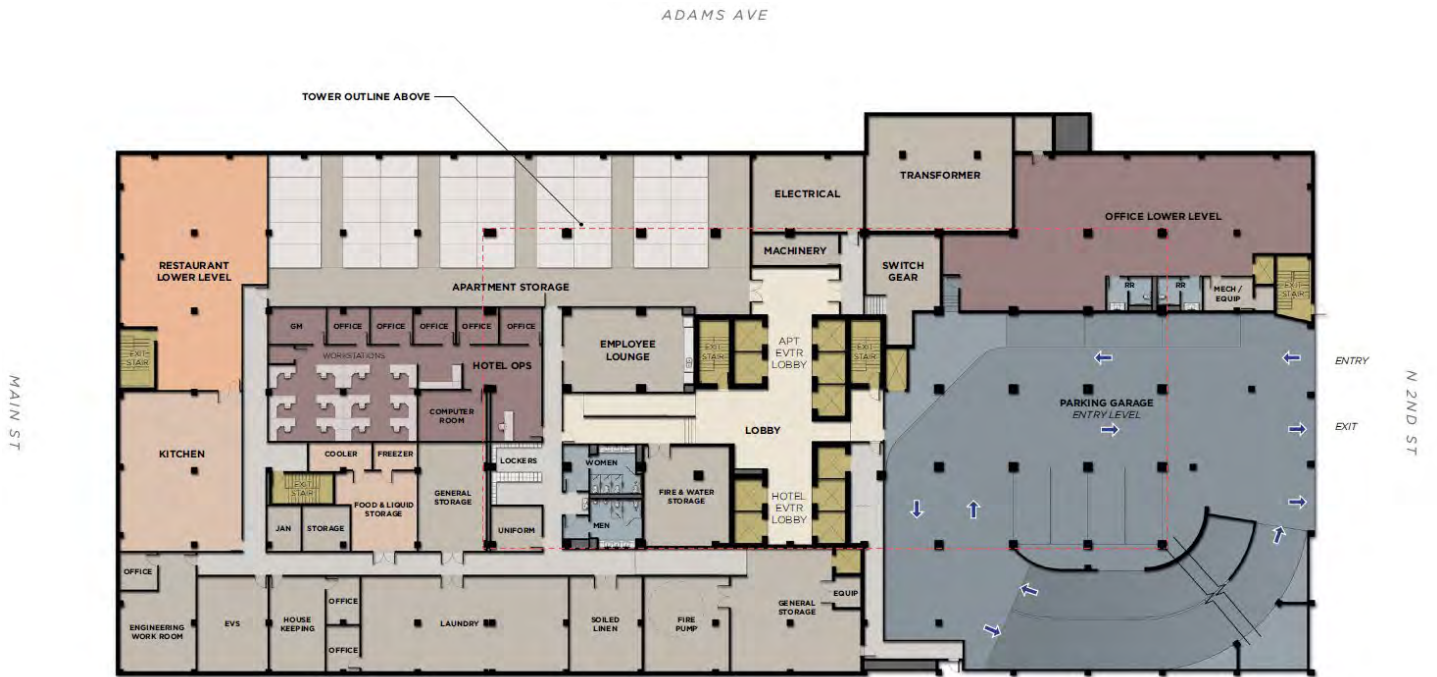 ADAMS AVE
TOWER OUTLINE ABOVE
TRANSFORMER
ELECTRICAL
OFFICE LOWER LEVEL
MACHINERY
RESTAURANT
LOWER LEVEL
SWITCH
GEAR
APARTMENT STORAGE
RR
RR
MECH /
EQUIP
EXIT
STAIR
GM
OFFICE
OFFICE
OFFICE
OFFICE
OFFICE
WORKSTATIONS
HOTEL OPS
EMPLOYEE
LOUNGE
EXIT
STAIR
EXIT
STAIR
APT
EVTR
LOBBY
EXIT
STAIR
ENTRY
MAIN ST
N 2ND ST
COMPUTER
ROOM
PARKING GARAGE
ENTRY LEVEL
EXIT
LOBBY
KITCHEN
COOLER
FREEZER
LOCKERS
WOMEN
EXIT
STAIR
GENERAL
STORAGE
FIRE & WATER
STORAGE
FOOD & LIQUID
STORAGE
HOTEL
EVTR
LOBBY
JAN
STORAGE
UNIFORM
MEN
OFFICE
ENGINEERING
WORK ROOM
EVS
HOUSE
KEEPING
OFFICE
OFFICE
LAUNDRY
SOILED
LINEN
FIRE
PUMP
GENERAL
STORAGE
EQUIP